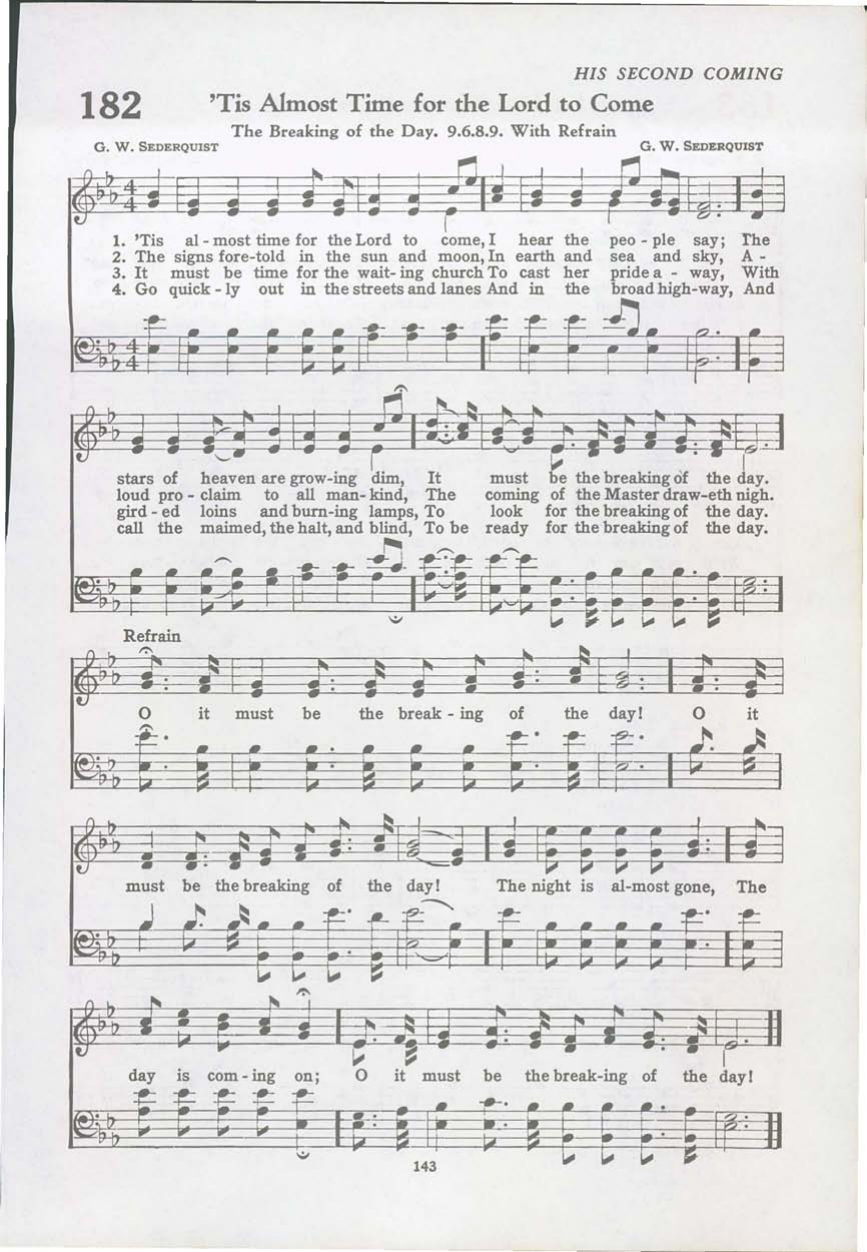 HIS SECOND COMING
182 'Tis Almost Time for the Lord to Come
The Breaking of the Day. 9.6.8.9. With Refrain
G. W. SEDERQUIST G. W. SEDERQUIST
1. 'Tis al - most time for the Lord to come, I hear the peo - ple say; The
2. The signs fore-told in the sun and moon, In earth and sea and sky, A -
3. It must be time for the wait- ing church To cast her pride a - way, With
4. Go quick - ly out in the streets and lanes And in the broad high-way, And
stars of heaven are grow-ing dim, It must be the breaking of the day.
loud pro - claim to all man- kind, The coming of the Master draw-eth nigh.
gird - ed loins and burn-ing lamps, To look for the breaking of the day.
call the maimed, the halt, and blind, To be ready for the breaking of the day.
Refrain
O it must be the break - ing of the day! O it
must be the breaking of the day! The night is al-most gone, The
day is com - ing on; O it must be the break-ing of the day!
143